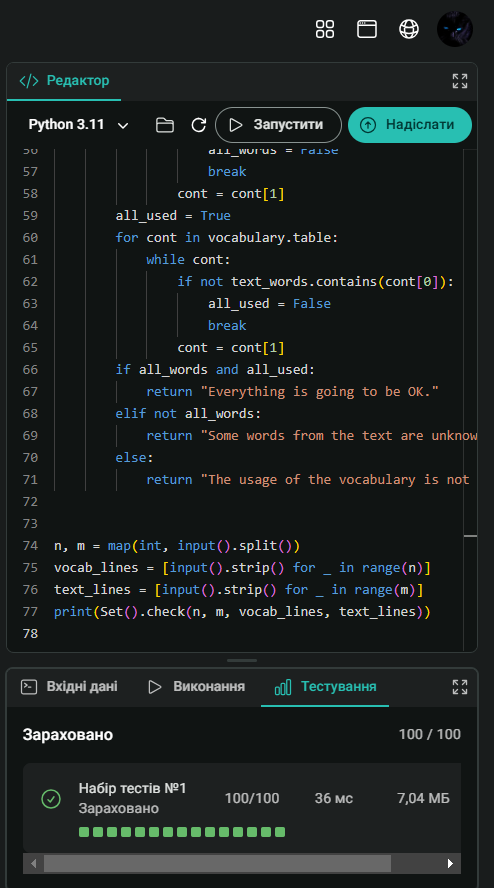 </> Редактор
Python 3.11
Запустити
Надіслати
56 all_words = False
57 break
58 cont = cont[1]
59 all_used = True
60 for cont in vocabulary.table:
61 while cont:
62 if not text_words.contains(cont[0]):
63 all_used = False
64 break
65 cont = cont[1]
66 if all_words and all_used:
67 return "Everything is going to be OK."
68 elif not all_words:
69 return "Some words from the text are unknow
70 else:
71 return "The usage of the vocabulary is not
72
73
74 n, m = map(int, input().split())
75 vocab_lines = [input().strip() for _ in range(n)]
76 text_lines = [input().strip() for _ in range(m)]
77 print(Set().check(n, m, vocab_lines, text_lines))
78
Вхідні дані
Виконання
Тестування
Зараховано 100 / 100
Набір тестів №1 100/100 36 мс 7,04 МБ
Зараховано